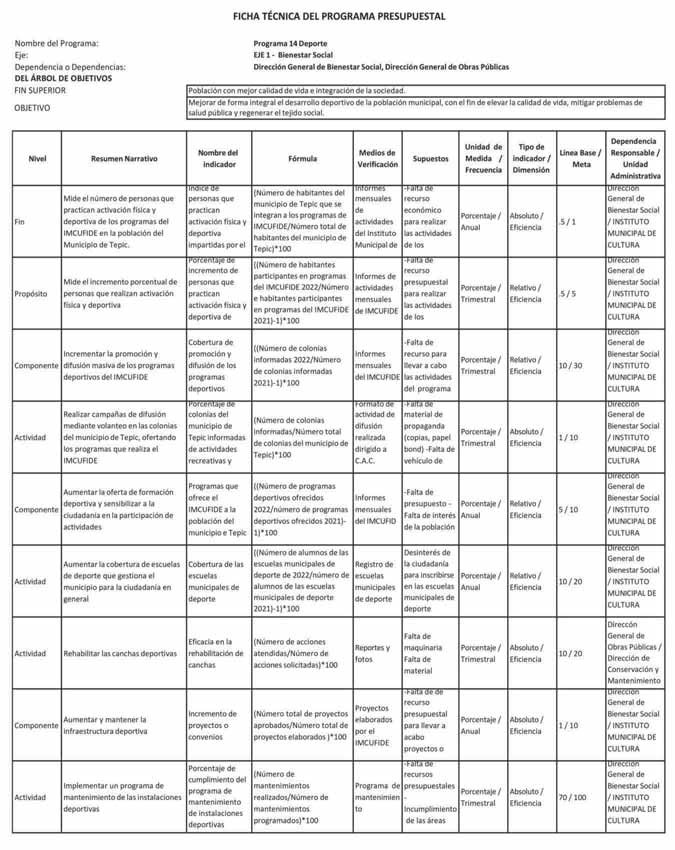 FICHA TÉCNICA DEL PROGRAMA PRESUPUESTAL
Nombre del Programa: Programa 14 Deporte
Eje: EJE 1 - Bienestar Social
Dependencia o Dependencias: Dirección General de Bienestar Social, Dirección General de Obras Públicas
DEL ÁRBOL DE OBJETIVOS
FIN SUPERIOR Población con mejor calidad de vida e integración de la sociedad.
OBJETIVO
Mejorar de forma integral el desarrollo deportivo de la población municipal, con el fin de elevar la calidad de vida, mitigar problemas de
salud pública y regenerar el tejido social.
Nivel
Resumen Narrativo
Nombre del
indicador
Fórmula
Medios de
Verificación
Supuestos
Unidad de
Medida /
Frecuencia
Tipo de
indicador /
Dimensión
Línea Base /
Meta
Dependencia
Responsable /
Unidad
Administrativa
Fin
Mide el número de personas que
practican activación física y
deportiva de los programas del
IMCUFIDE en la población del
Municipio de Tepic.
Índice de
personas que
practican
activación física y
deportiva
impartidas por el
(Número de habitantes del
municipio de Tepic que se
integran a los programas de
IMCUFIDE/Número total de
habitantes del municipio de
Tepic)*100
Informes
mensuales
de
actividades
del Instituto
Municipal de
-Falta de
recurso
económico
para realizar
las actividades
de los
Porcentaje /
Anual
Absoluto /
Eficiencia
.5 / 1
Dirección
General de
Bienestar Social
/ INSTITUTO
MUNICIPAL DE
CULTURA
Propósito
Mide el incremento porcentual de
personas que realizan activación
física y deportiva
Porcentaje de
incremento de
personas que
practican
activación física y
deportiva de
((Número de habitantes
participantes en programas
del IMCUFIDE 2022/Número
e habitantes participantes
en programas del IMCUFIDE
2021)-1)*100
Informes de
actividades
mensuales
de IMCUFIDE
-Falta de
recurso
presupuestal
para realizar
las actividades
de los
Porcentaje /
Trimestral
Relativo /
Eficiencia
.5 / 5
Dirección
General de
Bienestar Social
/ INSTITUTO
MUNICIPAL DE
CULTURA
Componente
Incrementar la promoción y
difusión masiva de los programas
deportivos del IMCUFIDE
Cobertura de
promoción y
difusión de los
programas
deportivos
((Número de colonias
informadas 2022/Número
de colonias informadas
2021)-1)*100
Informes
mensuales
del IMCUFIDE
-Falta de
recurso para
llevar a cabo
las actividades
del programa
Porcentaje /
Trimestral
Relativo /
Eficiencia
10 / 30
Dirección
General de
Bienestar Social
/ INSTITUTO
MUNICIPAL DE
CULTURA
Actividad
Realizar campañas de difusión
mediante volanteo en las colonias
del municipio de Tepic, ofertando
los programas que realiza el
IMCUFIDE
Porcentaje de
colonias del
municipio de
Tepic informadas
de actividades
recreativas y
(Número de colonias
informadas/Número total
de colonias del municipio de
Tepic)*100
Formato de
actividad de
difusión
realizada
dirigido a
C.A.C.
-Falta de
material de
propaganda
(copias, papel
bond) -Falta de
vehículo de
Porcentaje /
Trimestral
Absoluto /
Eficiencia
1 / 10
Dirección
General de
Bienestar Social
/ INSTITUTO
MUNICIPAL DE
CULTURA
Componente
Aumentar la oferta de formación
deportiva y sensibilizar a la
ciudadanía en la participación de
actividades
Programas que
ofrece el
IMCUFIDE a la
población del
municipio e Tepic
((Número de programas
deportivos ofrecidos
2022/número de programas
deportivos ofrecidos 2021)-
1)*100
Informes
mensuales
del IMCUFID
-Falta de
presupuesto -
Falta de interés
de la población
Porcentaje /
Anual
Relativo /
Eficiencia
5 / 10
Dirección
General de
Bienestar Social
/ INSTITUTO
MUNICIPAL DE
CULTURA
Actividad
Aumentar la cobertura de escuelas
de deporte que gestiona el
municipio para la ciudadanía en
general
Cobertura de las
escuelas
municipales de
deporte
((Número de alumnos de las
escuelas municipales de
deporte de 2022/número de
alumnos de las escuelas
municipales de deporte
2021)-1)*100
Registro de
escuelas
municipales
de deporte
Desinterés de
la ciudadanía
para inscribirse
en las escuelas
municipales de
deporte
Porcentaje /
Anual
Relativo /
Eficiencia
10 / 20
Dirección
General de
Bienestar Social
/ INSTITUTO
MUNICIPAL DE
CULTURA
Actividad
Rehabilitar las canchas deportivas
Eficacia en la
rehabilitación de
canchas
(Número de acciones
atendidas/Número de
acciones solicitadas)*100
Reportes y
fotos
Falta de
maquinaria
Falta de
material
Porcentaje /
Trimestral
Absoluto /
Eficiencia
10 / 20
Direccón
General de
Obras Públicas /
Dirección de
Conservación y
Mantenimiento
Componente
Aumentar y mantener la
infraestructura deportiva
Incremento de
proyectos o
convenios
(Número total de proyectos
aprobados/Número total de
proyectos elaborados )*100
Proyectos
elaborados
por el
IMCUFIDE
-Falta de de
recurso
presupuestal
para llevar a
acabo
proyectos o
Porcentaje /
Anual
Absoluto /
Eficiencia
1 / 10
Dirección
General de
Bienestar Social
/ INSTITUTO
MUNICIPAL DE
CULTURA
Actividad
Implementar un programa de
mantenimiento de las instalaciones
deportivas
Porcentaje de
cumplimiento del
programa de
mantenimiento
de instalaciones
deportivas
(Número de
mantenimientos
realizados/Número de
mantenimientos
programados)*100
Programa de
mantenimien
to
-Falta de
recursos
presupuestales
-
Incumplimiento
de las áreas
Porcentaje /
Trimestral
Absoluto /
Eficiencia
70 / 100
Dirección
General de
Bienestar Social
/ INSTITUTO
MUNICIPAL DE
CULTURA